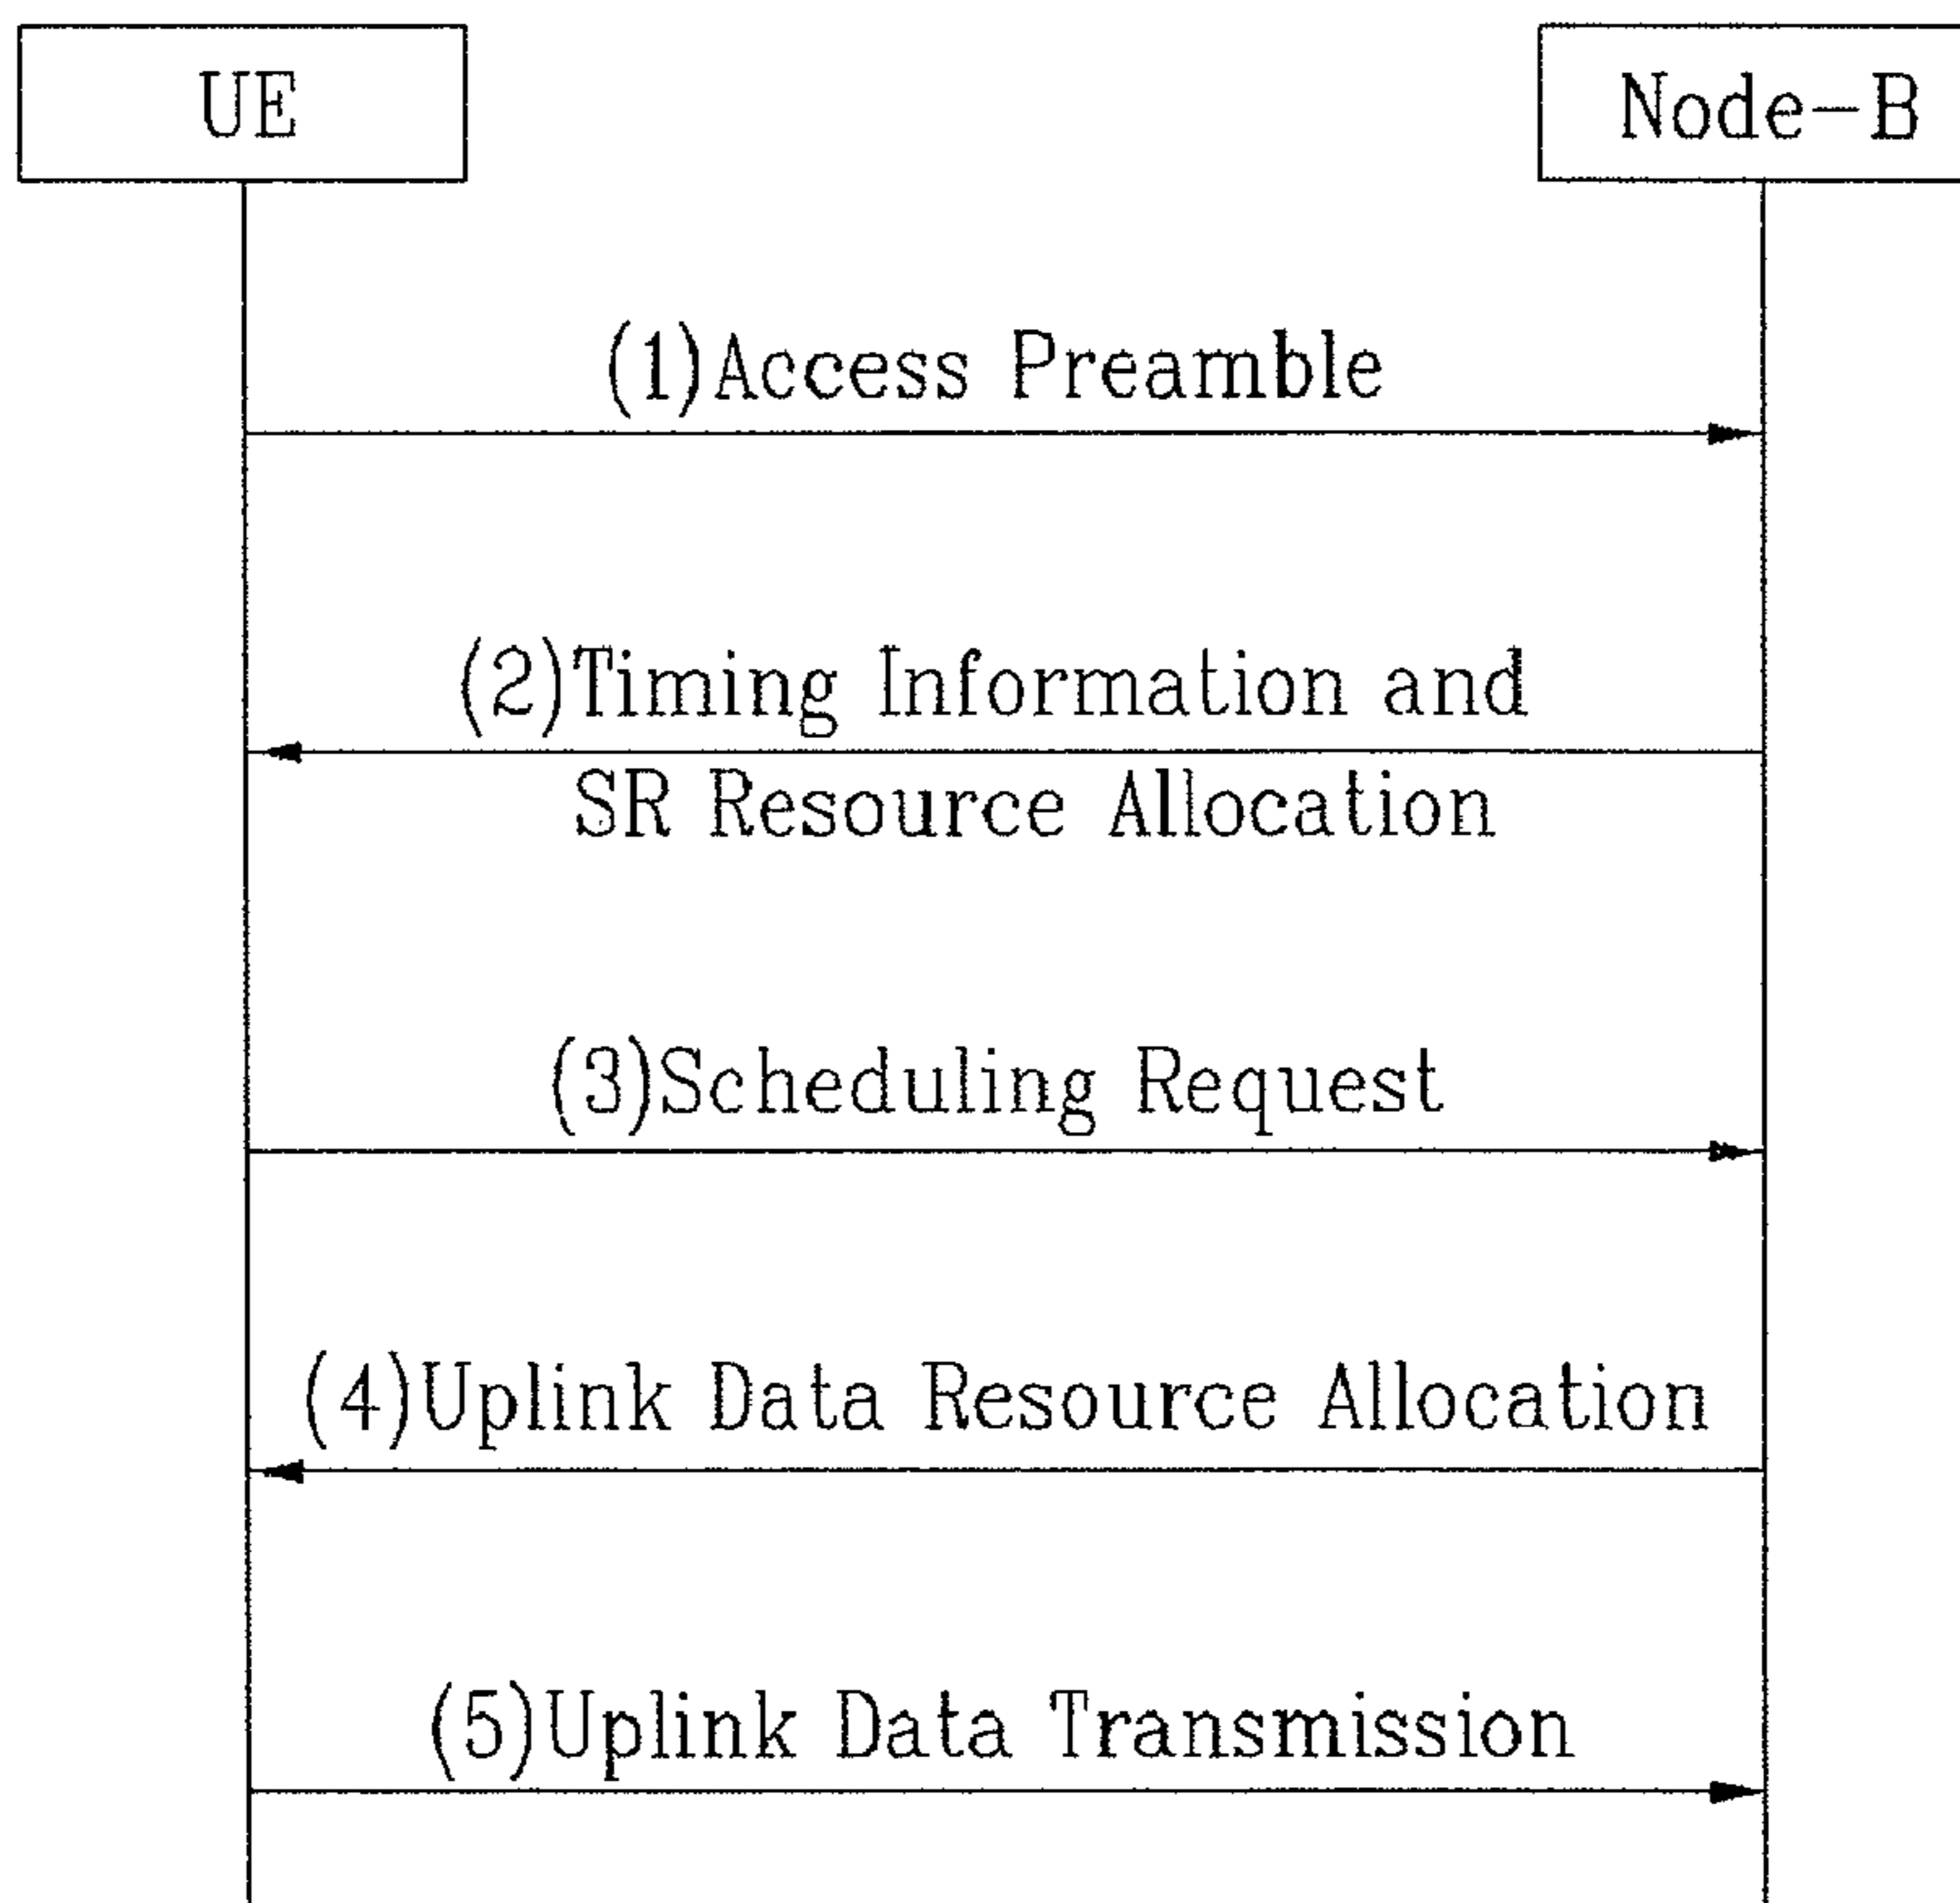 UE
Node-B
(1)Access Preamble
(2)Timing Information and
SR Resource Allocation
(3)Scheduling Request
(4)Uplink Data Resource Allocation
(5)Uplink Data Transmission